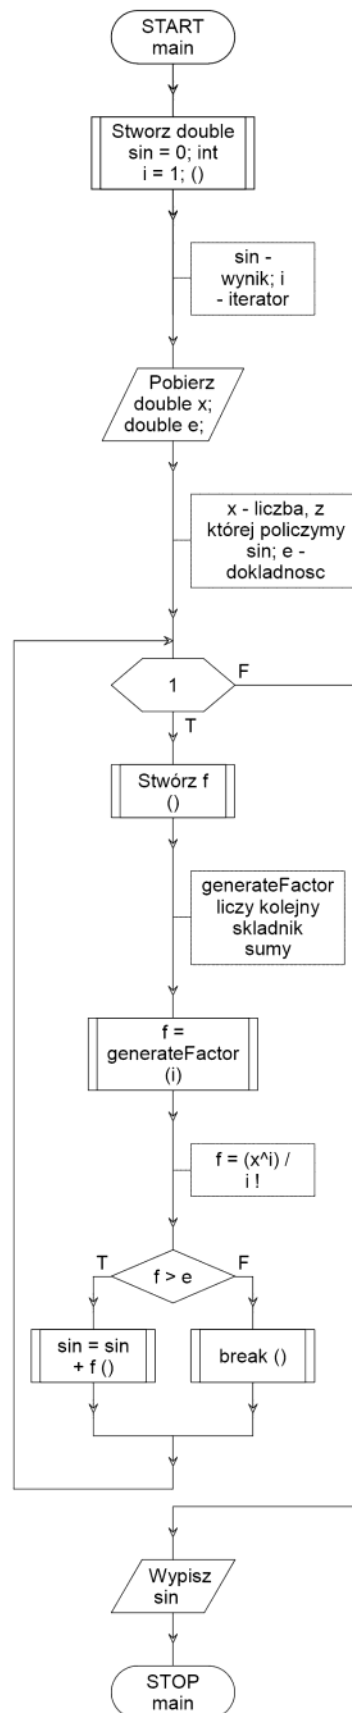 START
main
Stworz double
sin = 0; int
i = 1; ()
sin -
wynik; i
- iterator
Pobierz
double x;
double e;
x - liczba, z
której policzymy
sin; e -
dokladnosc
1
F
T
Stwórz f
()
generateFactor
liczy kolejny
skladnik
sumy
f =
generateFactor
(i)
f = (x^i) /
i !
T
f > e
F
sin = sin
+ f ()
break ()
Wypisz
sin
STOP
main